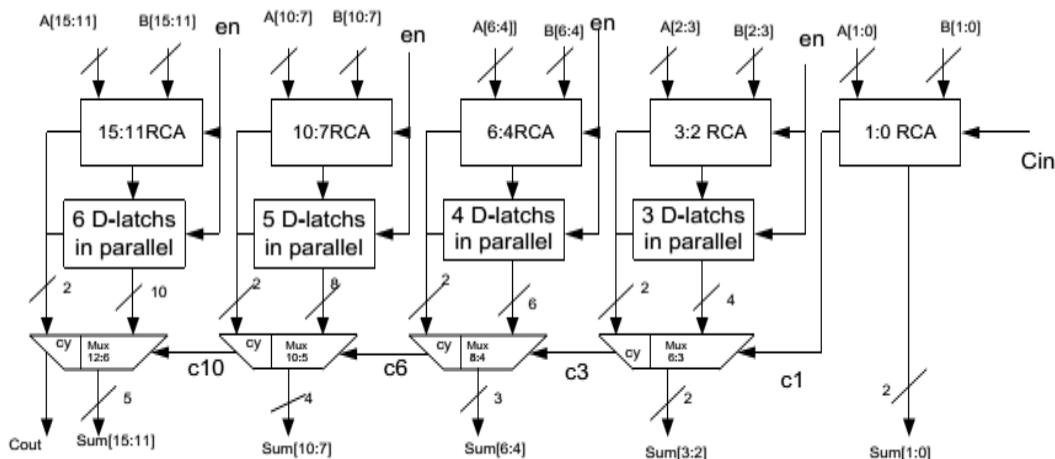 A[15:11] B[15:11] en A[10:7] B[10:7] en A[6:4]] B[6:4] en A[2:3] B[2:3] en A[1:0] B[1:0]
15:11RCA 10:7RCA 6:4RCA 3:2 RCA 1:0 RCA
Cin
6 D-latchs
in parallel
5 D-latchs
in parallel
4 D-latchs
in parallel
3 D-latchs
in parallel
2 10 2 8 2 6 2 4
cy Mux
12:6
c10
cy Mux
10:5
c6
cy Mux
8:4
c3
cy Mux
6:3
c1
5 4 3 2 2
Cout Sum[15:11] Sum[10:7] Sum[6:4] Sum[3:2] Sum[1:0]